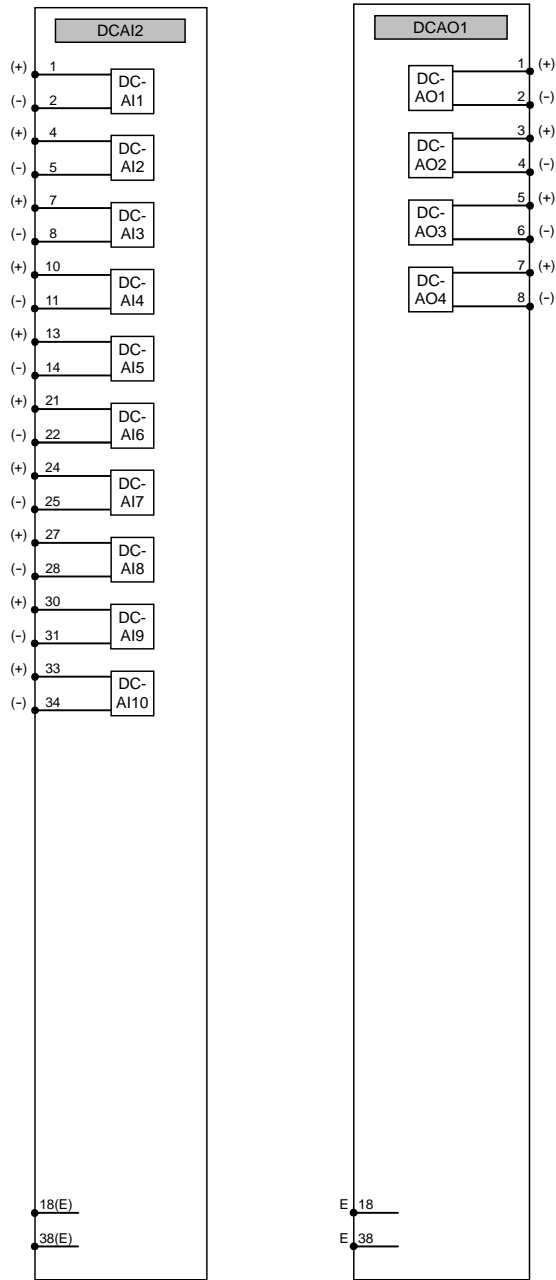 DCAI2
(+) 1
DC-
AI1
(-) 2
(+) 4
DC-
AI2
(-) 5
(+) 7
DC-
AI3
(-) 8
(+) 10
DC-
AI4
(-) 11
(+) 13
DC-
AI5
(-) 14
(+) 21
DC-
AI6
(-) 22
(+) 24
DC-
AI7
(-) 25
(+) 27
DC-
AI8
(-) 28
(+) 30
DC-
AI9
(-) 31
(+) 33
DC-
AI10
(-) 34
18(E)
38(E)
DCAO1
1 (+)
DC-
AO1
2 (-)
3 (+)
DC-
AO2
4 (-)
5 (+)
DC-
AO3
6 (-)
7 (+)
DC-
AO4
8 (-)
E 18
E 38